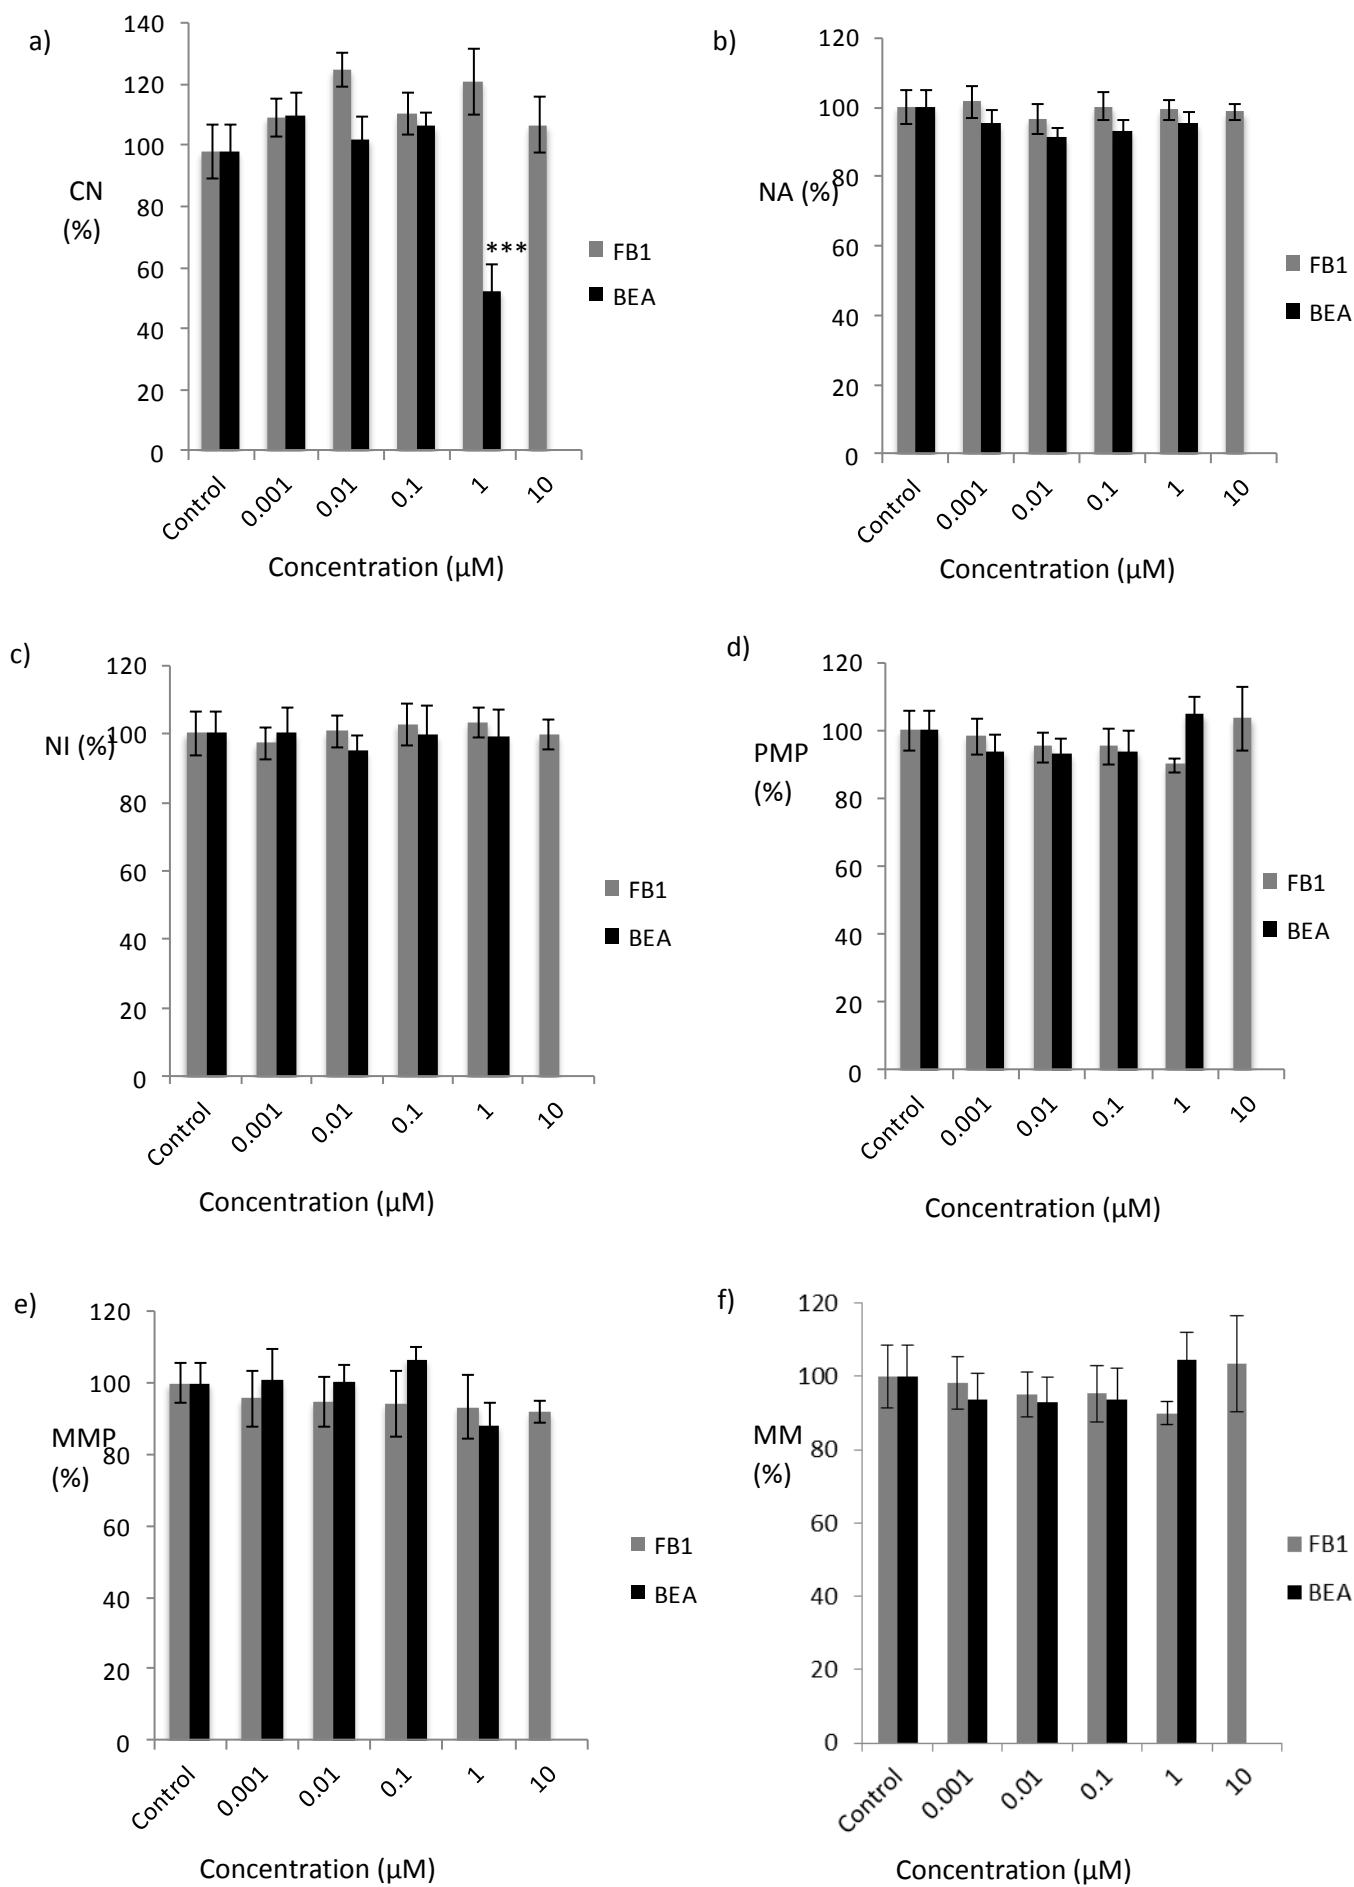 a)
140
120
100
80
60
40
20
0
CN
(%)
***
FB1
BEA
Control 0.001 0.01 0.1 1 10
Concentration (µM)
b)
120
100
80
60
40
20
0
NA (%)
FB1
BEA
Control 0.001 0.01 0.1 1 10
Concentration (µM)
c)
120
100
80
60
40
20
0
NI (%)
FB1
BEA
Control 0.001 0.01 0.1 1 10
Concentration (µM)
d)
120
100
80
60
40
20
0
PMP
(%)
FB1
BEA
Control 0.001 0.01 0.1 1 10
Concentration (µM)
e)
120
100
80
60
40
20
0
MMP
(%)
FB1
BEA
Control 0.001 0.01 0.1 1 10
Concentration (µM)
f)
120
100
80
60
40
20
0
MM
(%)
FB1
BEA
Control 0.001 0.01 0.1 1 10
Concentration (µM)